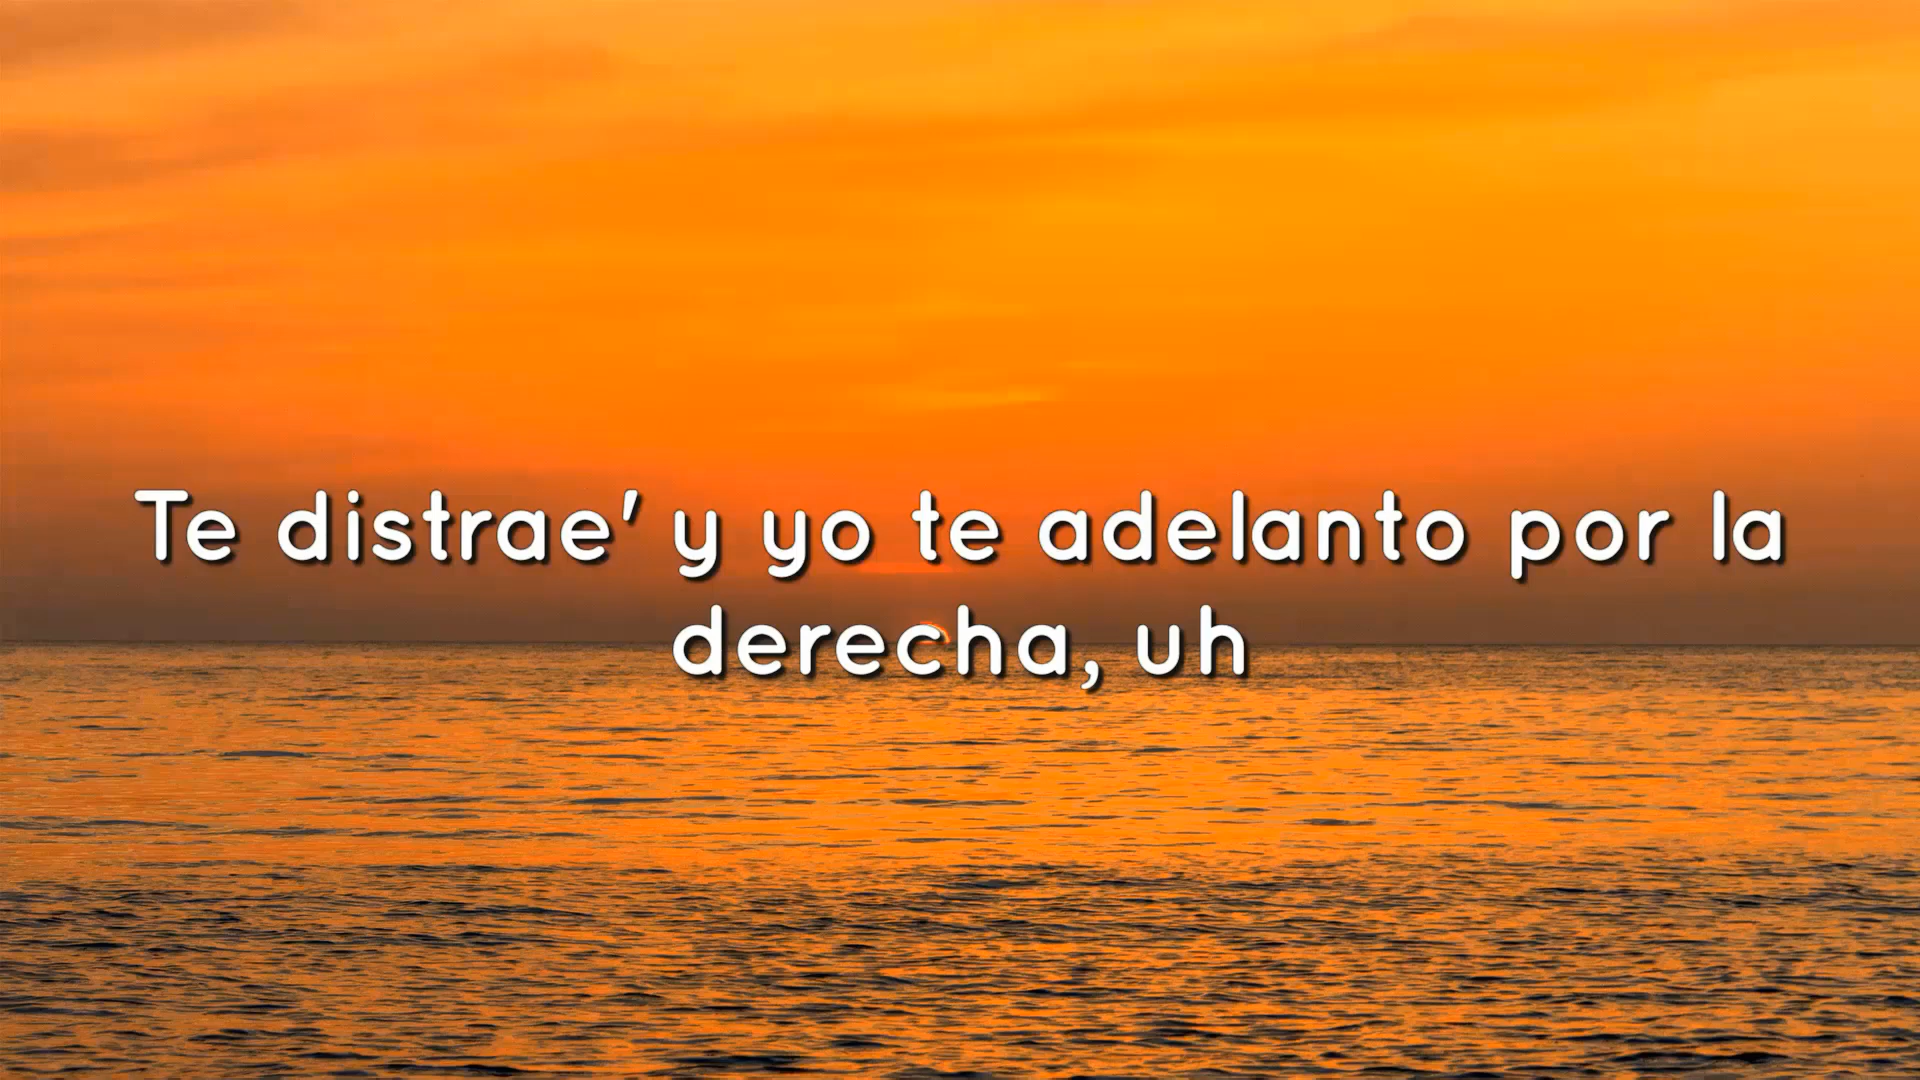 Te distrae' y yo te adelanto por la
derecha, uh